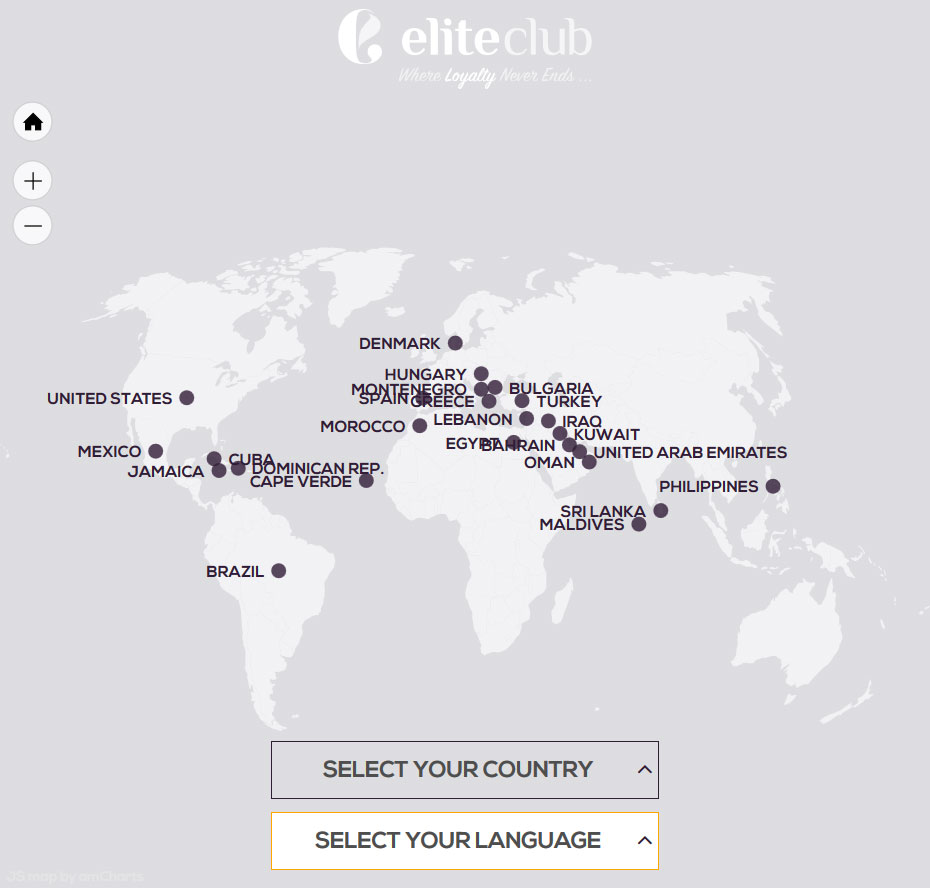 eliteclub
Where Loyalty Never Ends ...
DENMARK
HUNGARY
MONTENEGRO
BULGARIA
UNITED STATES
SPAIN
GREECE
TURKEY
MOROCCO
LEBANON
IRAQ
KUWAIT
EGYPT
BAHRAIN
MEXICO
UNITED ARAB EMIRATES
CUBA
OMAN
JAMAICA
DOMINICAN REP.
CAPE VERDE
PHILIPPINES
SRI LANKA
MALDIVES
BRAZIL
SELECT YOUR COUNTRY
SELECT YOUR LANGUAGE
JS map by amCharts